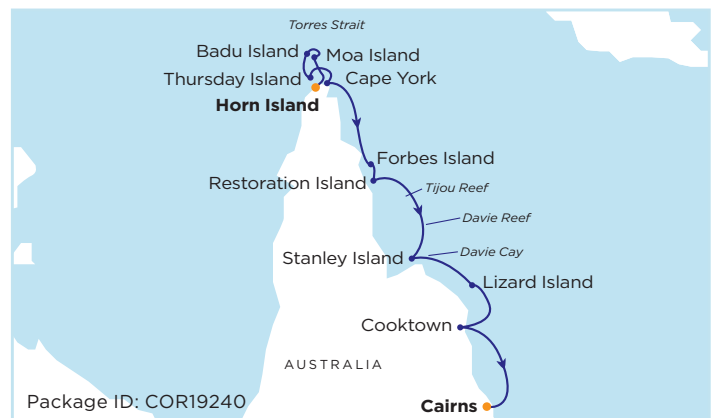 Torres Strait
Badu Island
Moa Island
Thursday Island
Cape York
Horn Island
Forbes Island
Restoration Island
Tijou Reef
Davie Reef
Davie Cay
Stanley Island
Lizard Island
Cooktown
AUSTRALIA
Package ID: COR19240
Cairns